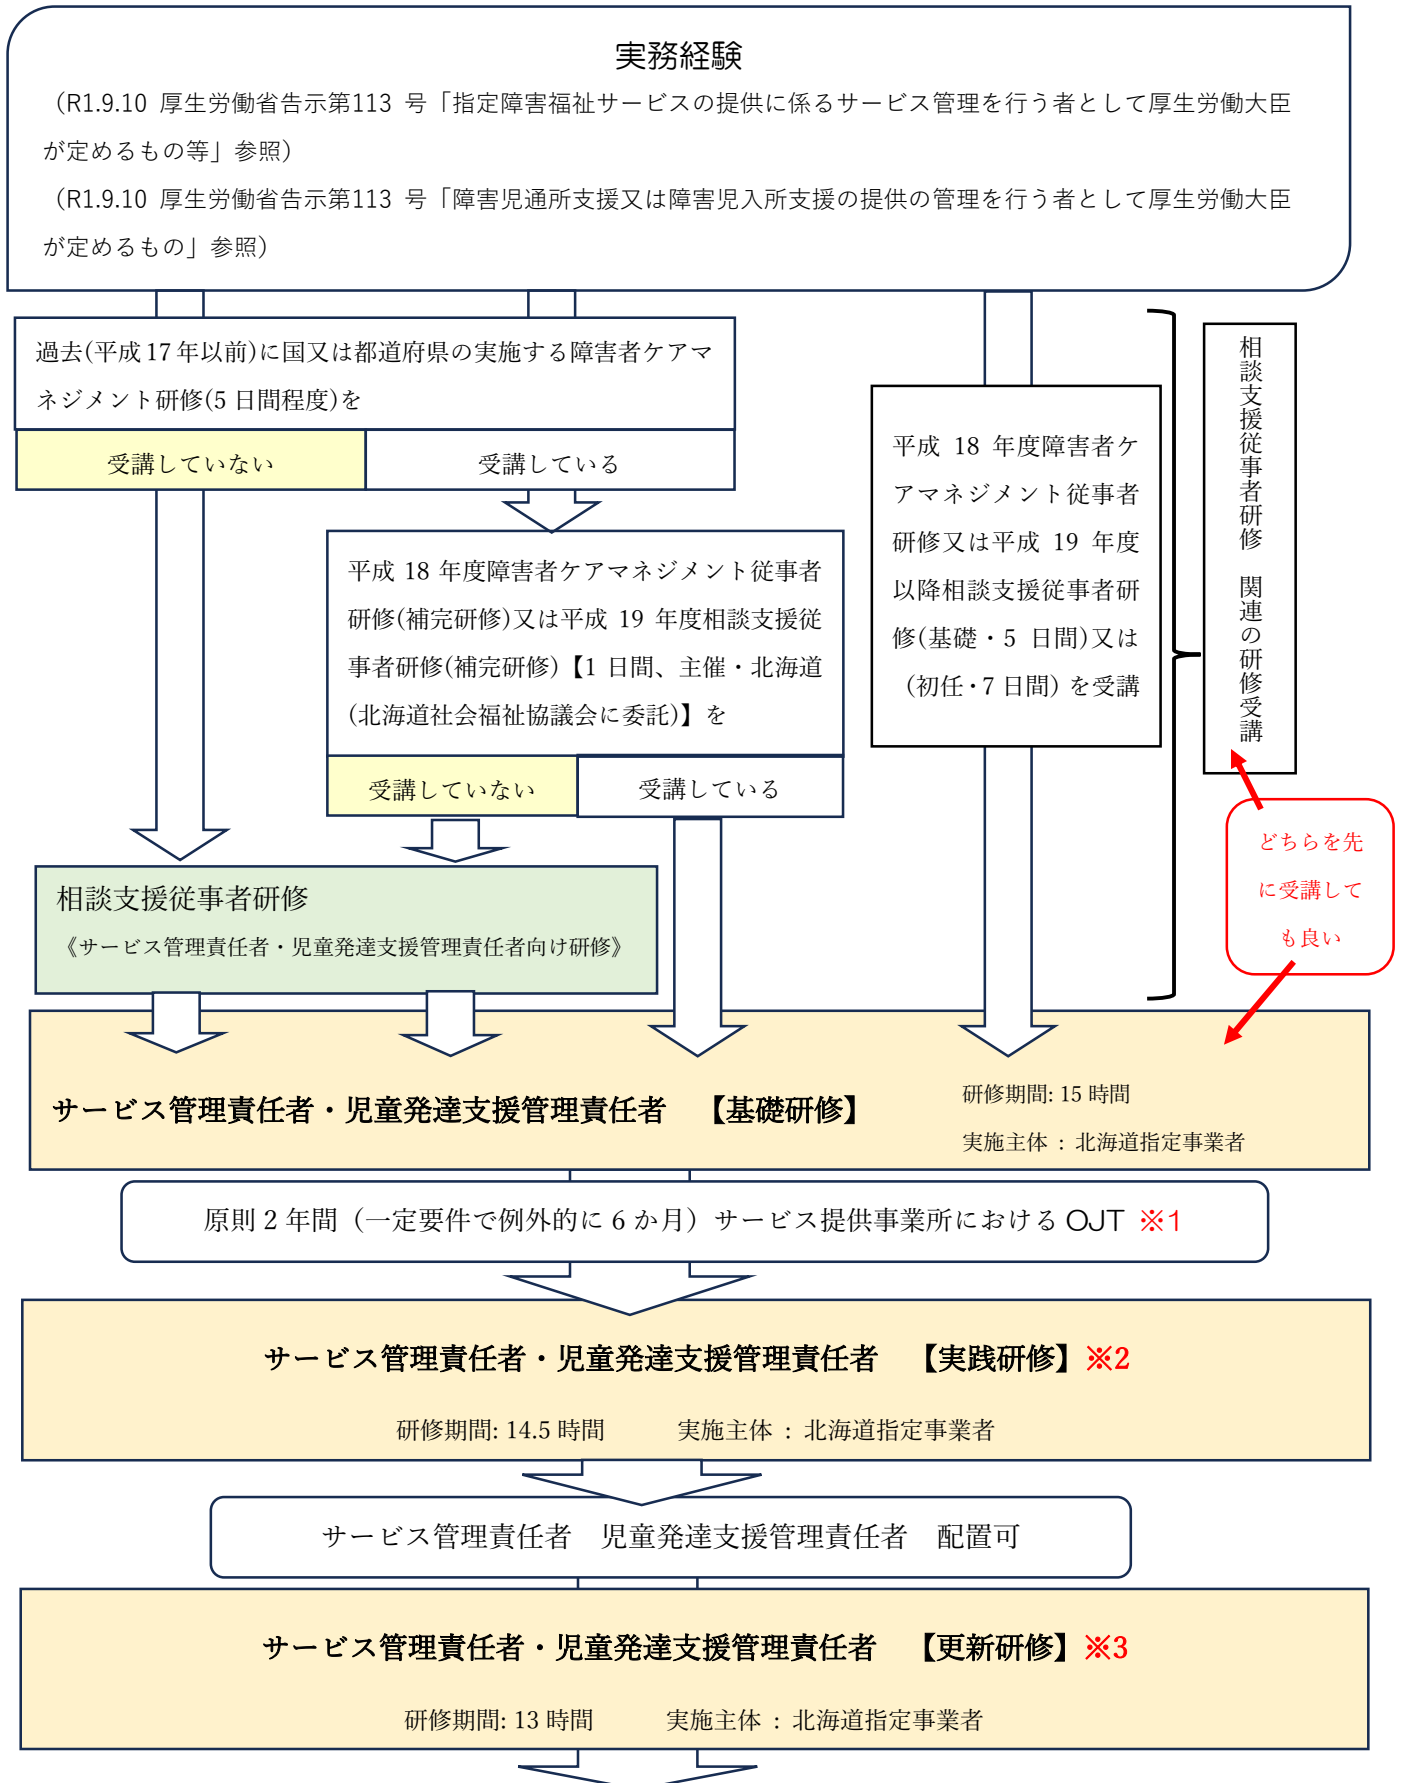 実務経験
（R1.9.10 厚生労働省告示第113 号「指定障害福祉サービスの提供に係るサービス管理を行う者として厚生労働大臣
が定めるもの等」参照）
（R1.9.10 厚生労働省告示第113 号「障害児通所支援又は障害児入所支援の提供の管理を行う者として厚生労働大臣
が定めるもの」参照）
過去(平成17年以前)に国又は都道府県の実施する障害者ケアマ
ネジメント研修(5 日間程度)を
受講していない
受講している
平成 18 年度障害者ケアマネジメント従事者
研修(補完研修)又は平成 19 年度相談支援従
事者研修(補完研修)【1 日間、主催・北海道
(北海道社会福祉協議会に委託)】を
受講していない
受講している
平成 18 年度障害者ケ
アマネジメント従事者
研修又は平成 19 年度
以降相談支援従事者研
修(基礎・5 日間)又は
（初任・7 日間）を受講
相談支援従事者研修　関連の研修受講
どちらを先
に受講して
も良い
相談支援従事者研修
《サービス管理責任者・児童発達支援管理責任者向け研修》
サービス管理責任者・児童発達支援管理責任者　【基礎研修】
研修期間: 15 時間
実施主体 : 北海道指定事業者
原則 2 年間（一定要件で例外的に 6 か月）サービス提供事業所における OJT ※1
サービス管理責任者・児童発達支援管理責任者　【実践研修】※2
研修期間: 14.5 時間　　　実施主体 : 北海道指定事業者
サービス管理責任者　児童発達支援管理責任者　配置可
サービス管理責任者・児童発達支援管理責任者　【更新研修】※3
研修期間: 13 時間　　　実施主体 : 北海道指定事業者